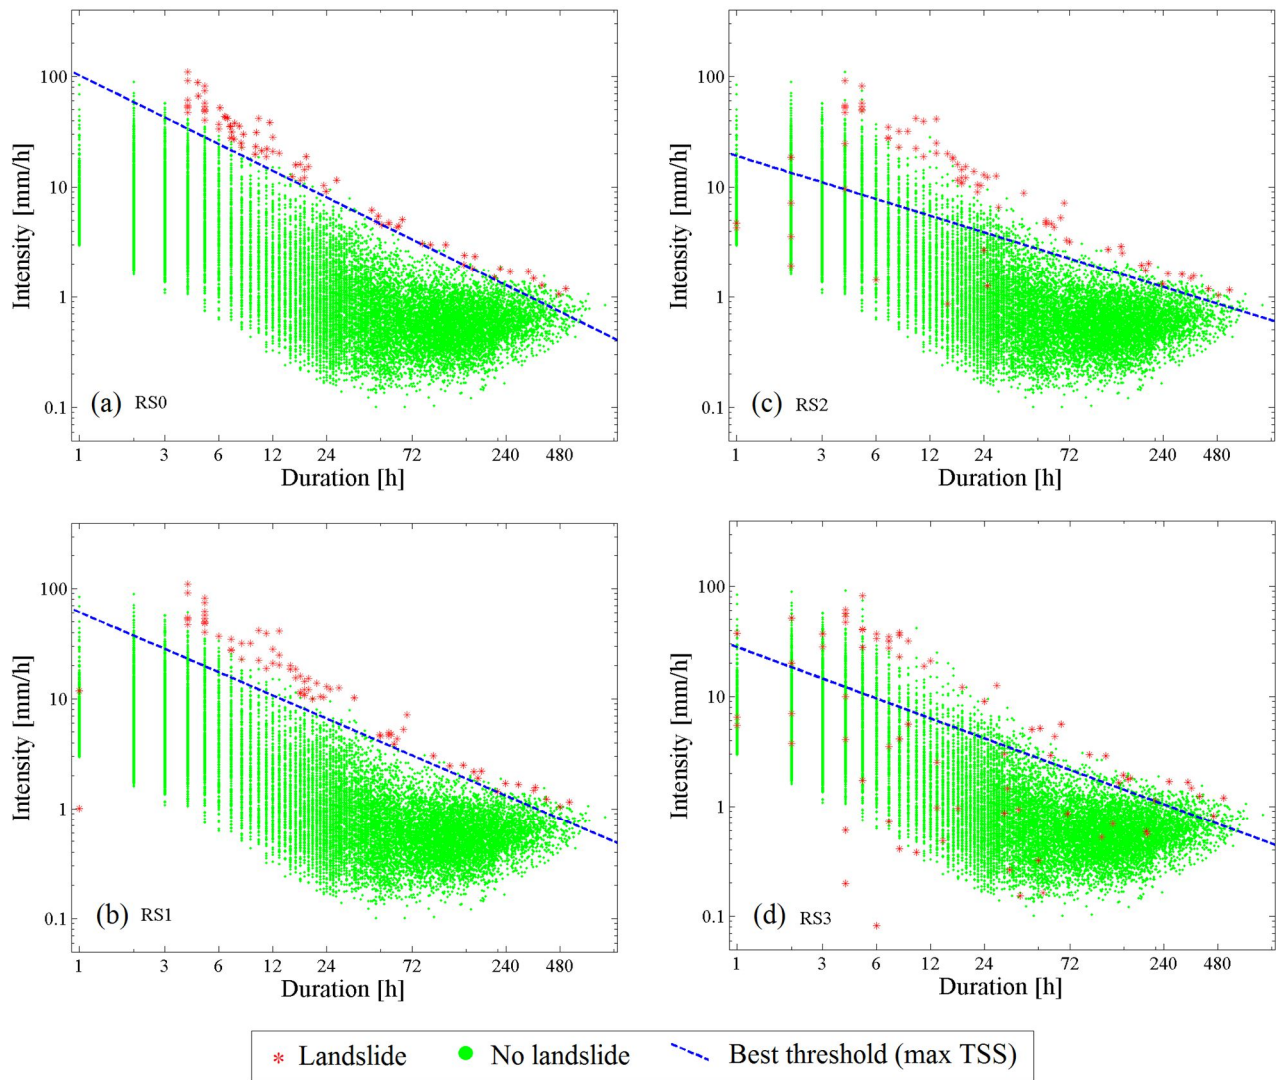 Intensity [mm/h]
100
10
1
0.1
(a) RS0
1 3 6 12 24 72 240 480
Duration [h]
Intensity [mm/h]
100
10
1
0.1
(c) RS2
1 3 6 12 24 72 240 480
Duration [h]
Intensity [mm/h]
100
10
1
0.1
(b) RS1
1 3 6 12 24 72 240 480
Duration [h]
Intensity [mm/h]
100
10
1
0.1
(d) RS3
1 3 6 12 24 72 240 480
Duration [h]
Landslide No landslide Best threshold (max TSS)